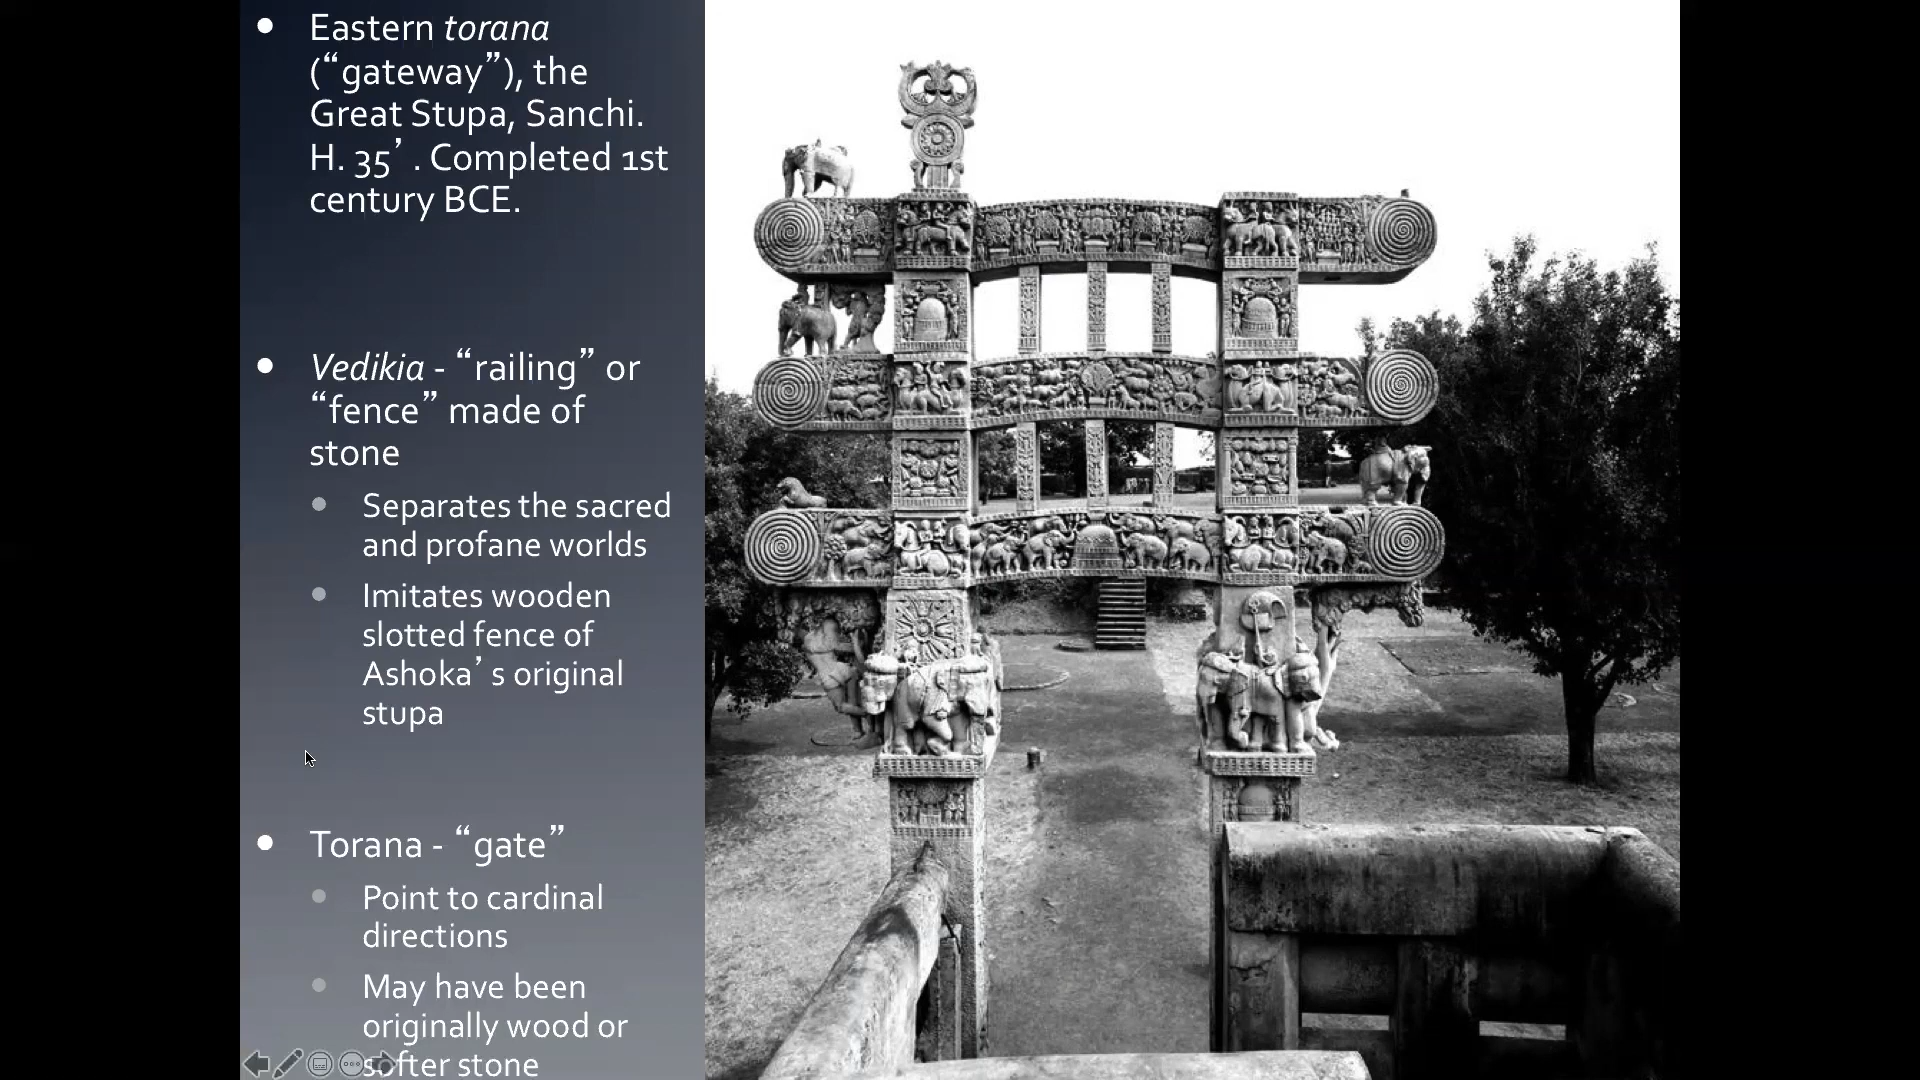 Eastern torana
(“gateway”), the
Great Stupa, Sanchi.
H. 35’ . Completed 1st
century BCE.
Vedikia - “railing” or
“fence” made of
stone
Separates the sacred
and profane worlds
Imitates wooden
slotted fence of
Ashoka’ s original
stupa
Torana - “gate”
Point to cardinal
directions
May have been
originally wood or
softer stone